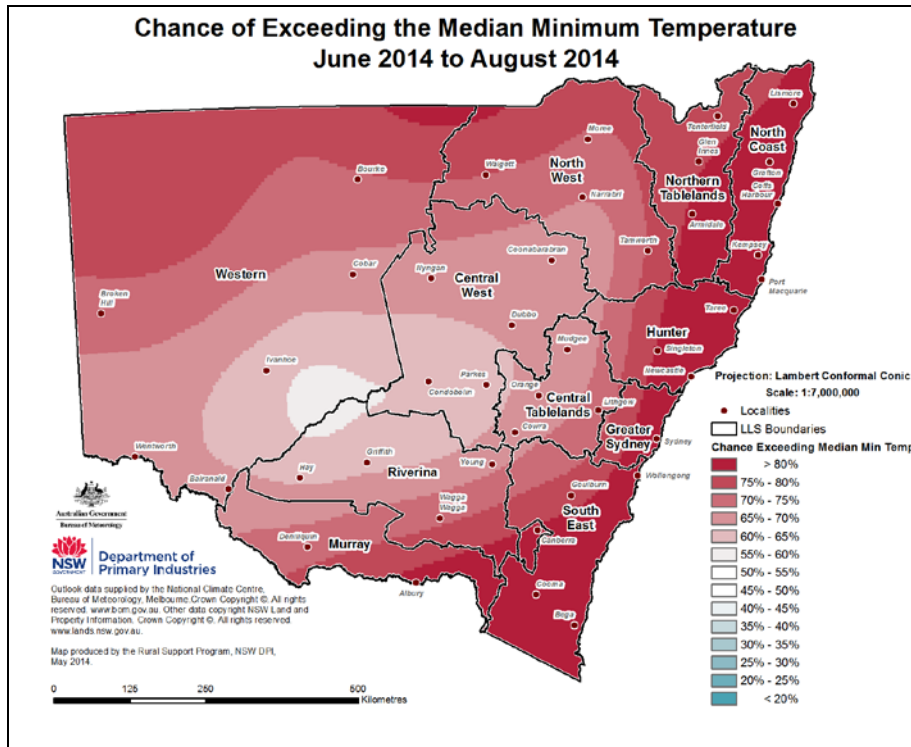 Chance of Exceeding the Median Minimum Temperature
June 2014 to August 2014
Lismore
Tenterfield
North
Coast
Moree
Glen
Innes
Walgett
North
West
Bourke
Grafton
Northern
Tablelands
Coffs
Harbour
Narrabri
Armidale
Tamworth
Kempsey
Coonabarabran
Western
Cobar
Nyngan
Central
West
Port
Macquarie
Broken
Hill
Taree
Dubbo
Hunter
Mudgee
Singleton
Ivanhoe
Newcastle
Parkes
Condobolin
Orange
Central
Tablelands
Lithgow
Cowra
Greater
Sydney
Sydney
Wentworth
Griffith
Hay
Riverina
Young
Wollongong
Balranald
Goulburn
South
East
Wagga
Wagga
Canberra
Deniliquin
Murray
Albury
Cooma
Bega
Projection: Lambert Conformal Conic
Scale: 1:7,000,000
Localities
LLS Boundaries
Chance Exceeding Median Min Temp
> 80%
75% - 80%
70% - 75%
65% - 70%
60% - 65%
55% - 60%
50% - 55%
45% - 50%
40% - 45%
35% - 40%
30% - 35%
25% - 30%
20% - 25%
< 20%
Australian Government
Bureau of Meteorology
NSW
GOVERNMENT
Department of
Primary Industries
Outlook data supplied by the National Climate Centre,
Bureau of Meteorology, Melbourne.Crown Copyright ©. All rights
reserved. www.bom.gov.au. Other data copyright NSW Land and
Property Information. Crown Copyright ©. All rights reserved.
www.lands.nsw.gov.au.
Map produced by the Rural Support Program, NSW DPI,
May 2014.
0 125 250 500
Kilometres